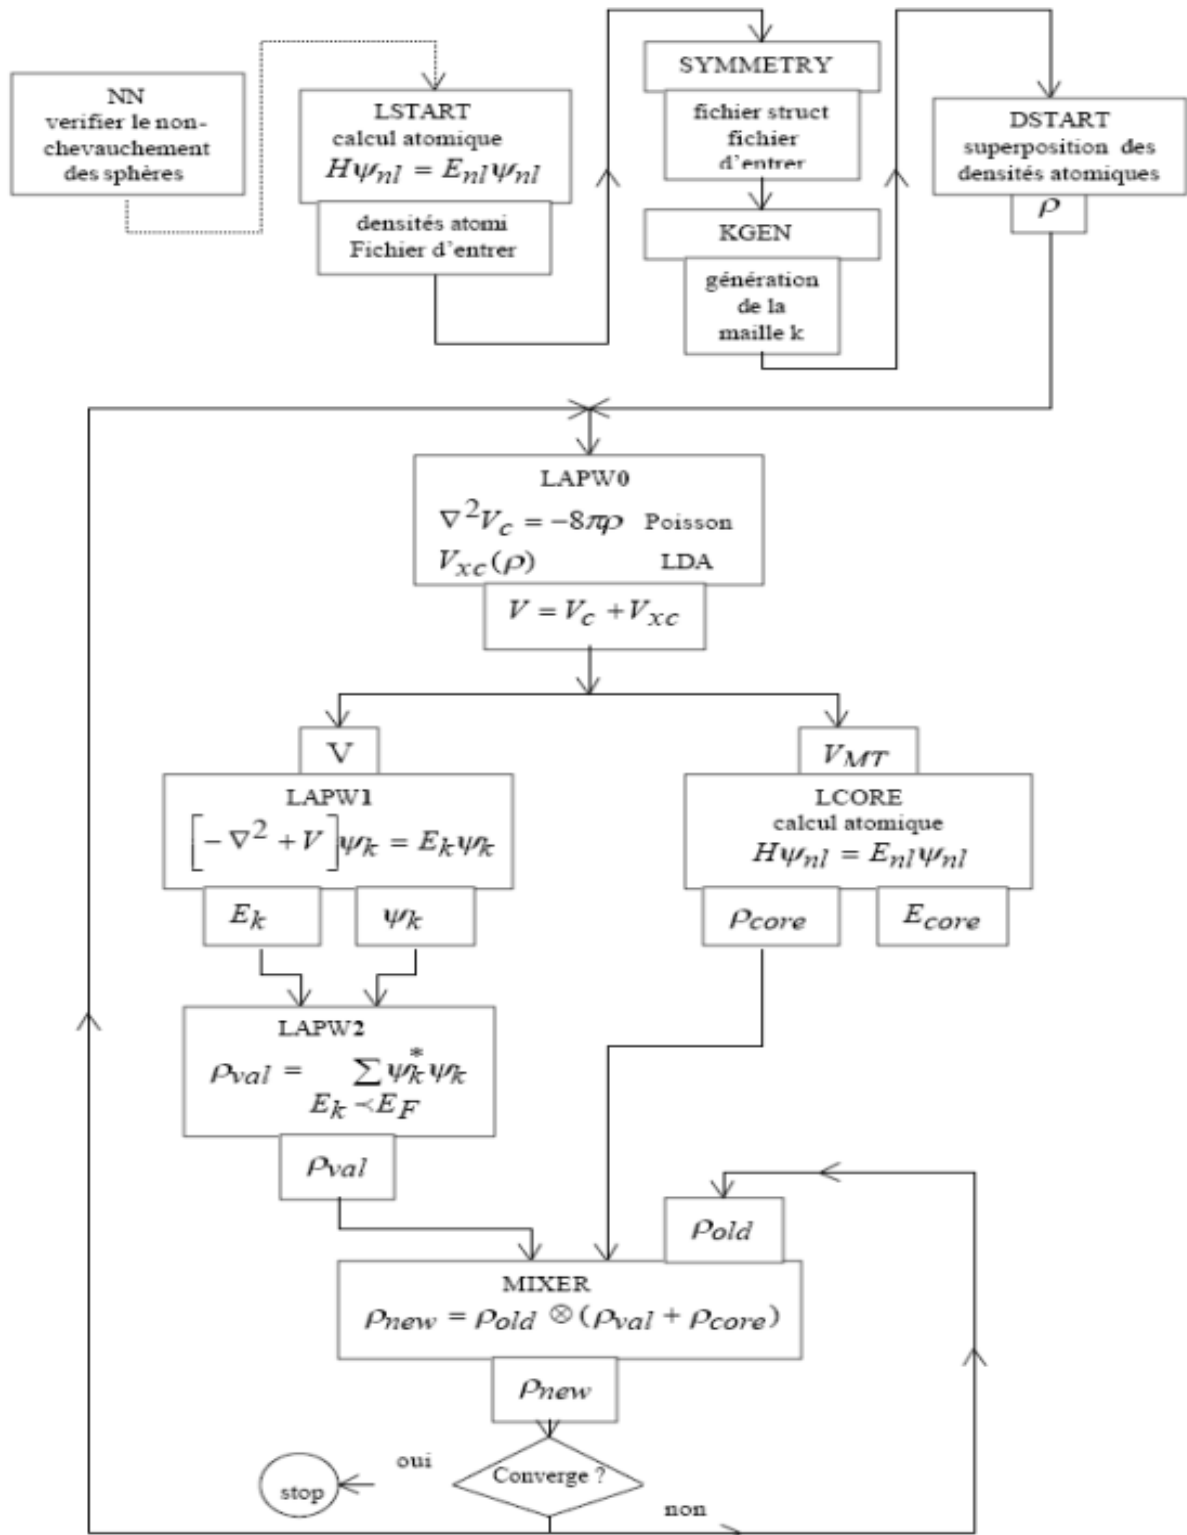 NN
verifier le non-
chevauchement
des sphères
LSTART
calcul atomique
Hψnl = Enlψnl
densités atomi
Fichier d'entrer
SYMMETRY
fichier struct
fichier
d'entrer
KGEN
génération
de la
maille k
DSTART
superposition des
densités atomiques
ρ
LAPW0
∇²Vc = −8πρ Poisson
Vxc(ρ) LDA
V = Vc + Vxc
V
LAPW1
[−∇² + V]ψk = Ekψk
Ek ψk
VMT
LCORE
calcul atomique
Hψnl = Enlψnl
ρcore Ecore
LAPW2
ρval = ∑ψk*ψk
Ek ≺ EF
ρval
ρold
MIXER
ρnew = ρold ⊗ (ρval + ρcore)
ρnew
Converge ?
oui
stop
non